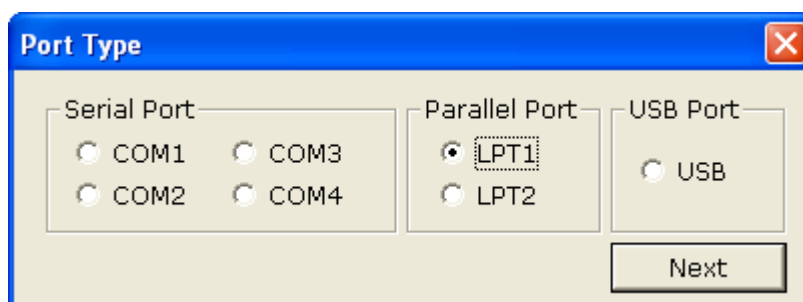 Port Type
Serial Port
COM1 COM3
COM2 COM4
Parallel Port
LPT1
LPT2
USB Port
USB
Next